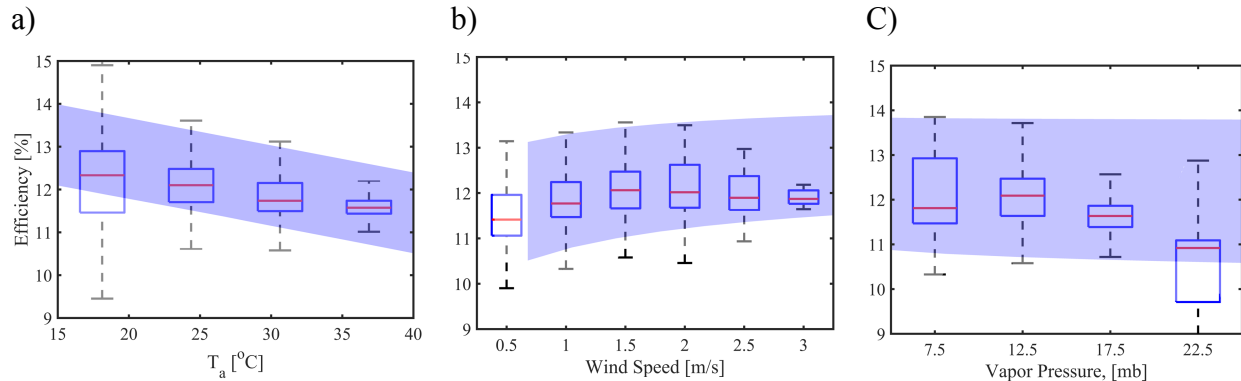 a)
15
14
13
12
11
10
9
Efficiency [%]
15 20 25 30 35 40
T_a [°C]
b)
15
14
13
12
11
10
9
0.5 1 1.5 2 2.5 3
Wind Speed [m/s]
C)
15
14
13
12
11
10
9
7.5 12.5 17.5 22.5
Vapor Pressure, [mb]